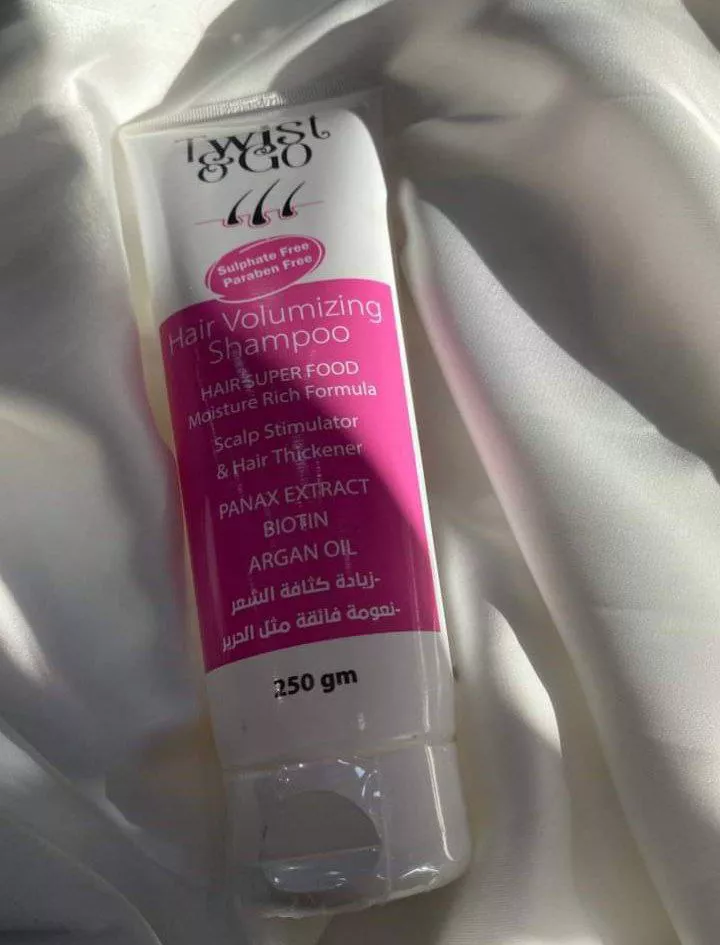 Twist
&Go
Sulphate Free
Paraben Free
Hair Volumizing
Shampoo
HAIR SUPER FOOD
Moisture Rich Formula
Scalp Stimulator
& Hair Thickener
PANAX EXTRACT
BIOTIN
ARGAN OIL
-زيادة كثافة الشعر
-نعومة فائقة مثل الحرير
250 gm